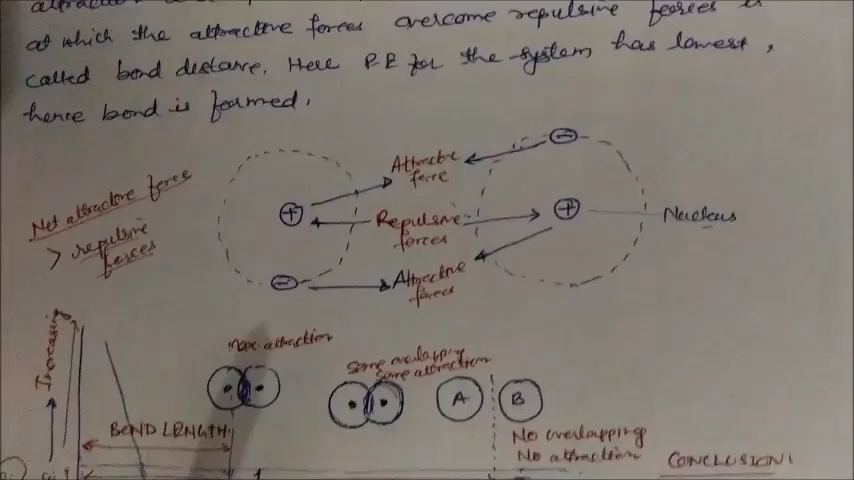 at which the attractive forces overcome repulsive forces is
called bond distance. Here P.E for the system has lowest,
hence bond is formed.
Attractive
force
Net attractive force
> repulsive
forces
Repulsive
forces
Nucleus
Attractive
forces
Increasing
max attraction
Some overlapping
some attraction
A
B
BOND LENGTH
No overlapping
No attraction
CONCLUSION!